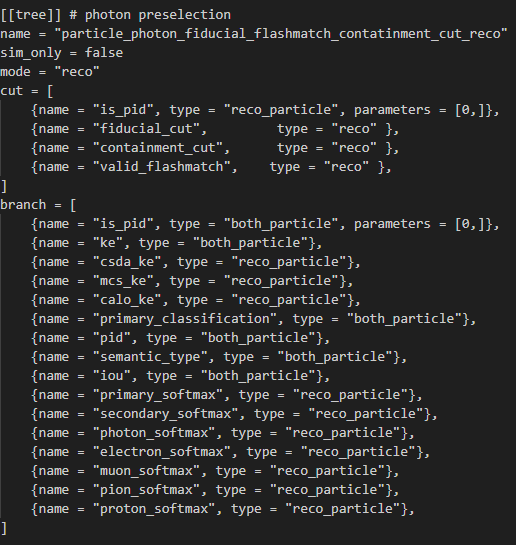 [[tree]] # photon preselection
name = "particle_photon_fiducial_flashmatch_contatinment_cut_reco"
sim_only = false
mode = "reco"
cut = [
    {name = "is_pid", type = "reco_particle", parameters = [0,]},
    {name = "fiducial_cut",         type = "reco" },
    {name = "containment_cut",      type = "reco" },
    {name = "valid_flashmatch",    type = "reco" },
]
branch = [
    {name = "is_pid", type = "both_particle", parameters = [0,]},
    {name = "ke", type = "both_particle"},
    {name = "csda_ke", type = "reco_particle"},
    {name = "mcs_ke", type = "reco_particle"},
    {name = "calo_ke", type = "reco_particle"},
    {name = "primary_classification", type = "both_particle"},
    {name = "pid", type = "both_particle"},
    {name = "semantic_type", type = "both_particle"},
    {name = "iou", type = "both_particle"},
    {name = "primary_softmax", type = "reco_particle"},
    {name = "secondary_softmax", type = "reco_particle"},
    {name = "photon_softmax", type = "reco_particle"},
    {name = "electron_softmax", type = "reco_particle"},
    {name = "muon_softmax", type = "reco_particle"},
    {name = "pion_softmax", type = "reco_particle"},
    {name = "proton_softmax", type = "reco_particle"},
]